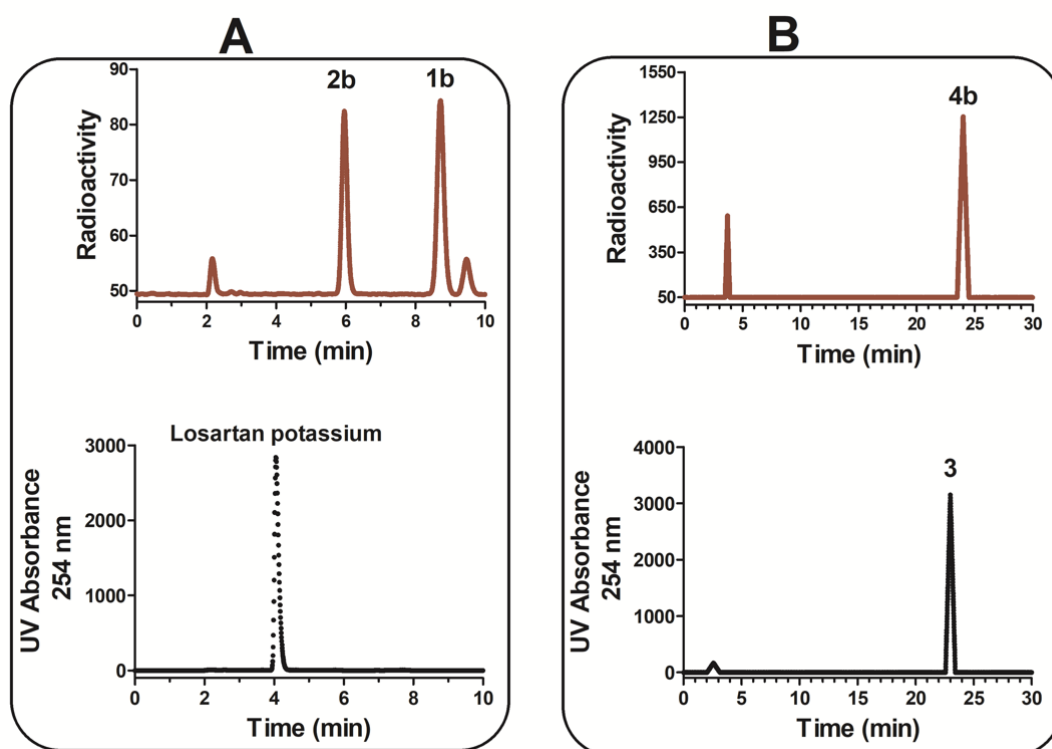 A
90
80
70
60
50
Radioactivity
2b
1b
0 2 4 6 8 10
Time (min)
Losartan potassium
3000
2000
1000
0
UV Absorbance
254 nm
0 2 4 6 8 10
Time (min)
B
1550
1250
950
650
350
50
Radioactivity
4b
0 5 10 15 20 25 30
Time (min)
4000
3000
2000
1000
0
UV Absorbance
254 nm
3
0 5 10 15 20 25 30
Time (min)